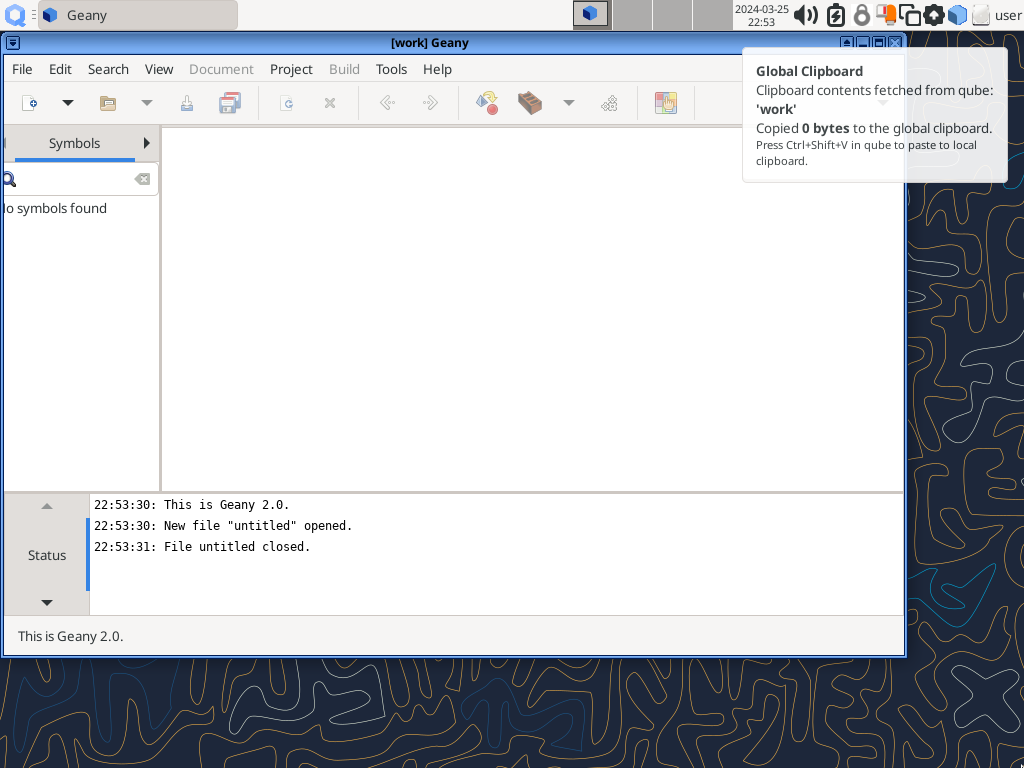 Geany
2024-03-25
22:53
user
[work] Geany
File Edit Search View Document Project Build Tools Help
Global Clipboard
Clipboard contents fetched from qube:
'work'
Copied 0 bytes to the global clipboard.
Press Ctrl+Shift+V in qube to paste to local
clipboard.
Symbols
lo symbols found
22:53:30: This is Geany 2.0.
22:53:30: New file "untitled" opened.
22:53:31: File untitled closed.
Status
This is Geany 2.0.